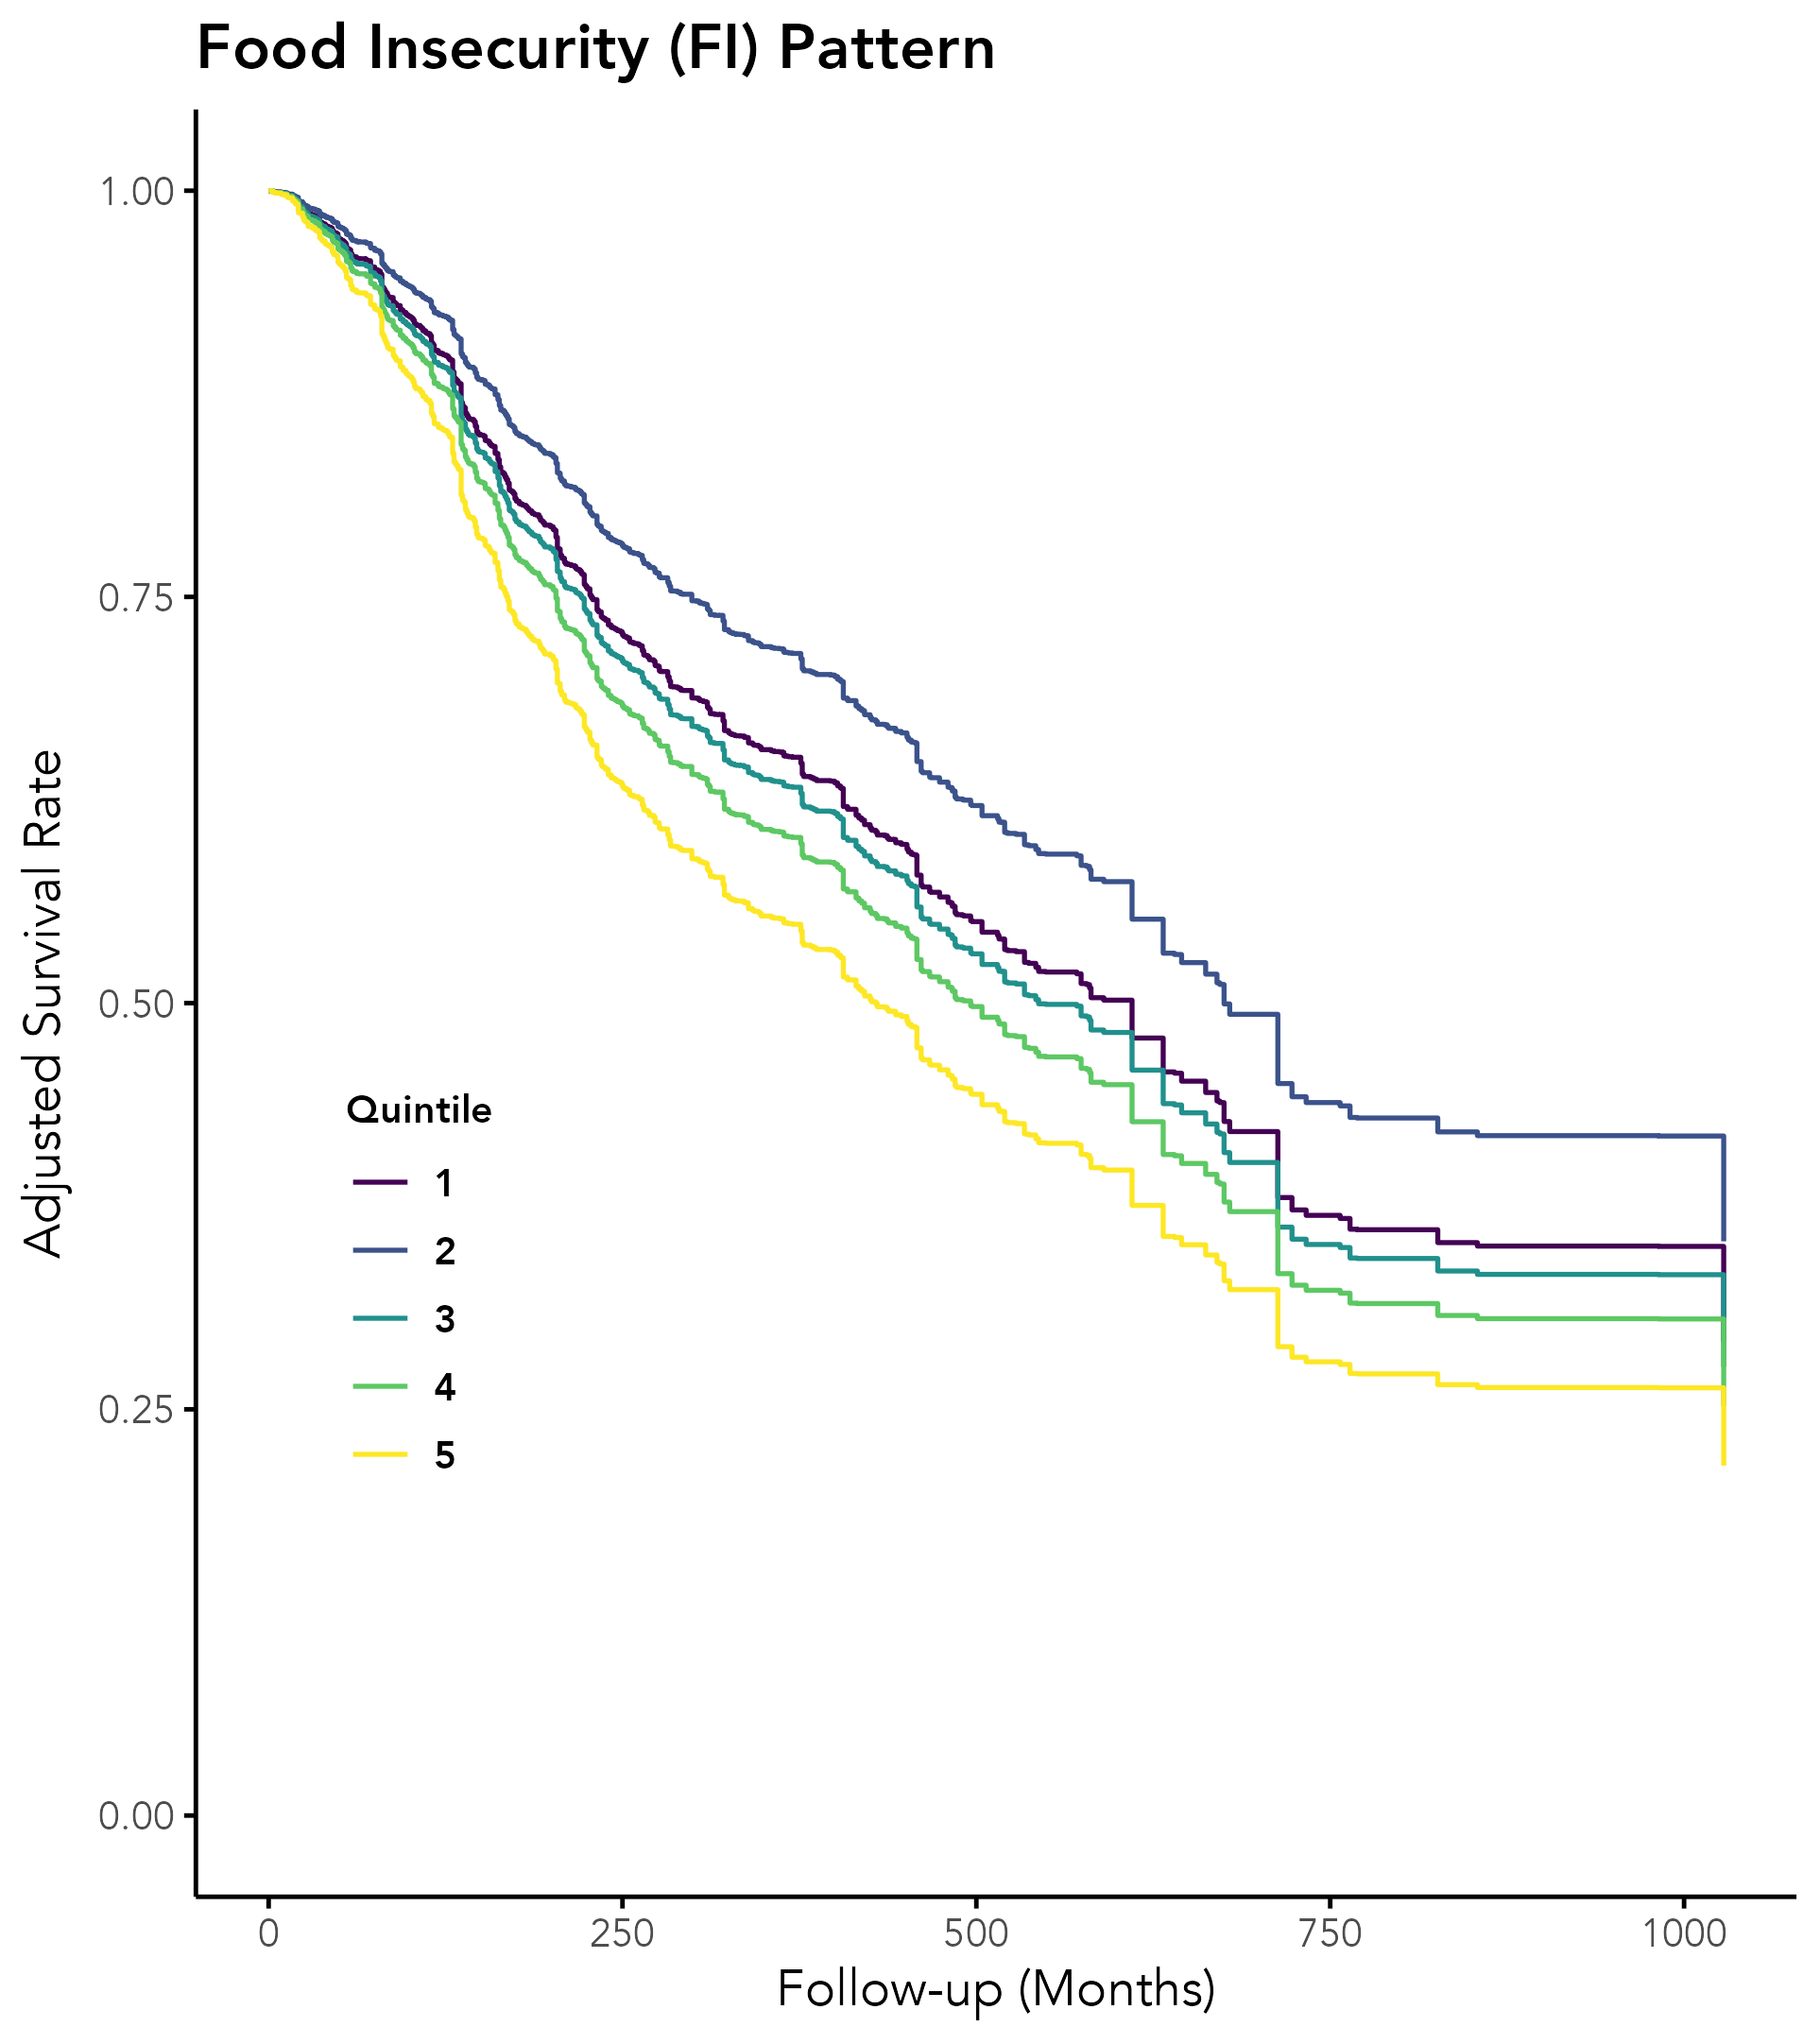 Food Insecurity (FI) Pattern
Adjusted Survival Rate
1.00
0.75
0.50
0.25
0.00
Quintile
1
2
3
4
5
0 250 500 750 1000
Follow-up (Months)